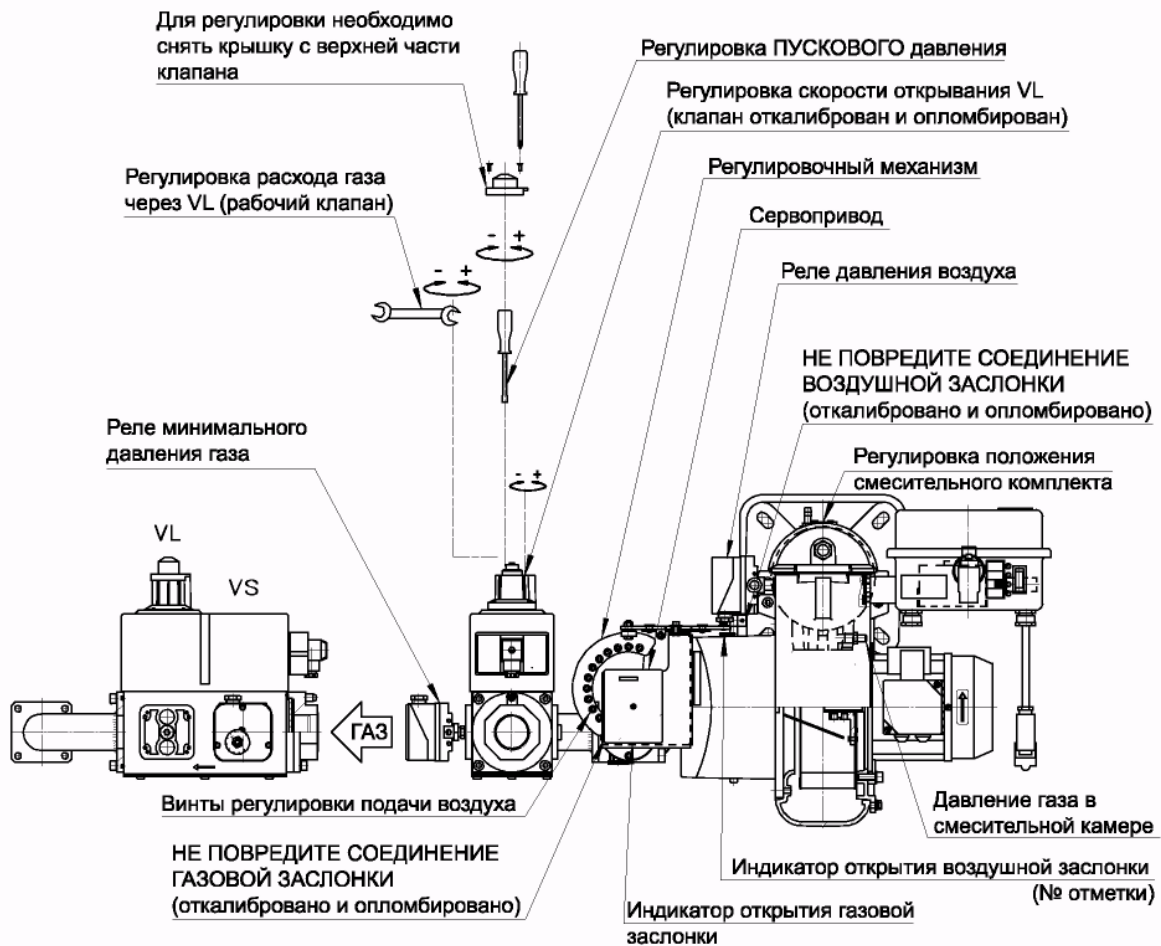 Для регулировки необходимо
снять крышку с верхней части
клапана
Регулировка ПУСКОВОГО давления
Регулировка скорости открывания VL
(клапан откалиброван и опломбирован)
Регулировка расхода газа
через VL (рабочий клапан)
Регулировочный механизм
Сервопривод
- +
- +
Реле давления воздуха
НЕ ПОВРЕДИТЕ СОЕДИНЕНИЕ
ВОЗДУШНОЙ ЗАСЛОНКИ
(откалибровано и опломбировано)
Реле минимального
давления газа
Регулировка положения
смесительного комплекта
- +
VL
VS
ГАЗ
Винты регулировки подачи воздуха
Давление газа в
смесительной камере
НЕ ПОВРЕДИТЕ СОЕДИНЕНИЕ
ГАЗОВОЙ ЗАСЛОНКИ
(откалибровано и опломбировано)
Индикатор открытия воздушной заслонки
(№ отметки)
Индикатор открытия газовой
заслонки